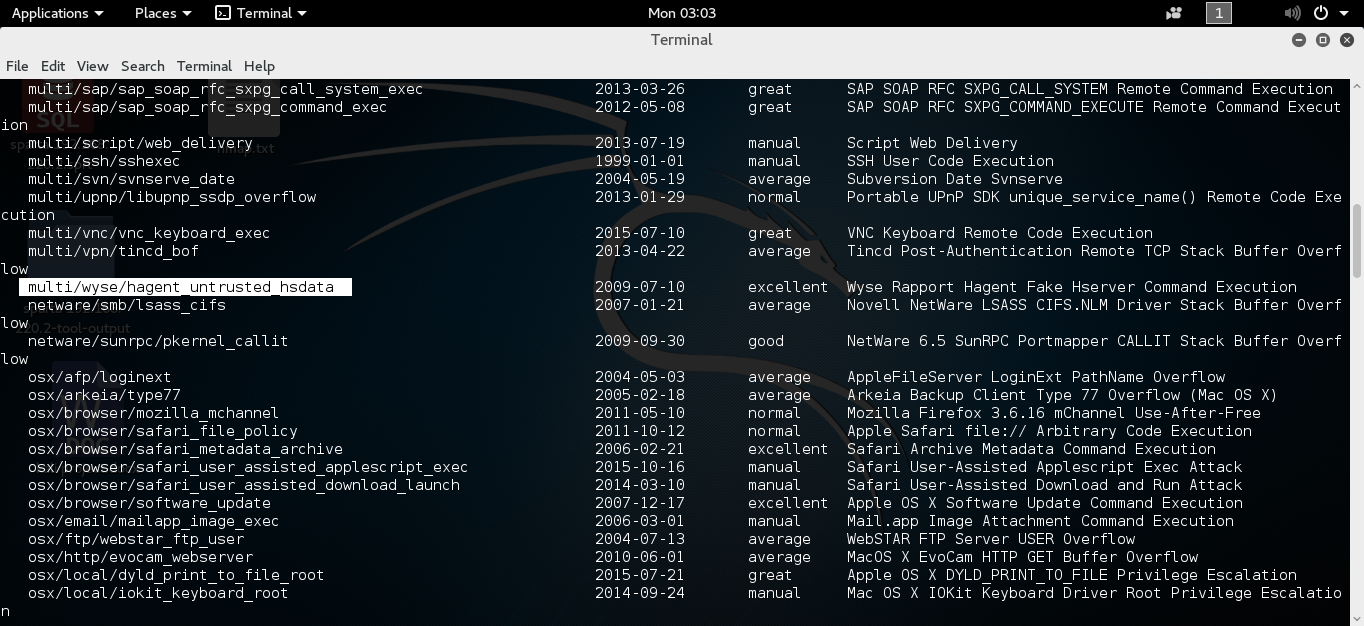 Applications Places Terminal Mon 03:03 1
Terminal
File Edit View Search Terminal Help
multi/sap/sap_soap_rfc_sxpg_call_system_exec 2013-03-26 great SAP SOAP RFC SXPG_CALL_SYSTEM Remote Command Execution
multi/sap/sap_soap_rfc_sxpg_command_exec 2012-05-08 great SAP SOAP RFC SXPG_COMMAND_EXECUTE Remote Command Execut
ion
multi/script/web_delivery 2013-07-19 manual Script Web Delivery
multi/ssh/sshexec 1999-01-01 manual SSH User Code Execution
multi/svn/svnserve_date 2004-05-19 average Subversion Date Svnserve
multi/upnp/libupnp_ssdp_overflow 2013-01-29 normal Portable UPnP SDK unique_service_name() Remote Code Exe
cution
multi/vnc/vnc_keyboard_exec 2015-07-10 great VNC Keyboard Remote Code Execution
multi/vpn/tincd_bof 2013-04-22 average Tincd Post-Authentication Remote TCP Stack Buffer Overf
low
multi/wyse/hagent_untrusted_hsdata 2009-07-10 excellent Wyse Rapport Hagent Fake Hserver Command Execution
netware/smb/lsass_cifs 2007-01-21 average Novell NetWare LSASS CIFS.NLM Driver Stack Buffer Overf
low
netware/sunrpc/pkernel_callit 2009-09-30 good NetWare 6.5 SunRPC Portmapper CALLIT Stack Buffer Overf
low
osx/afp/loginext 2004-05-03 average AppleFileServer LoginExt PathName Overflow
osx/arkeia/type77 2005-02-18 average Arkeia Backup Client Type 77 Overflow (Mac OS X)
osx/browser/mozilla_mchannel 2011-05-10 normal Mozilla Firefox 3.6.16 mChannel Use-After-Free
osx/browser/safari_file_policy 2011-10-12 normal Apple Safari file:// Arbitrary Code Execution
osx/browser/safari_metadata_archive 2006-02-21 excellent Safari Archive Metadata Command Execution
osx/browser/safari_user_assisted_applescript_exec 2015-10-16 manual Safari User-Assisted Applescript Exec Attack
osx/browser/safari_user_assisted_download_launch 2014-03-10 manual Safari User-Assisted Download and Run Attack
osx/browser/software_update 2007-12-17 excellent Apple OS X Software Update Command Execution
osx/email/mailapp_image_exec 2006-03-01 manual Mail.app Image Attachment Command Execution
osx/ftp/webstar_ftp_user 2004-07-13 average WebSTAR FTP Server USER Overflow
osx/http/evocam_webserver 2010-06-01 average MacOS X EvoCam HTTP GET Buffer Overflow
osx/local/dyld_print_to_file_root 2015-07-21 great Apple OS X DYLD_PRINT_TO_FILE Privilege Escalation
osx/local/iokit_keyboard_root 2014-09-24 manual Mac OS X IOKit Keyboard Driver Root Privilege Escalatio
n
SQL
220.2-tool-output